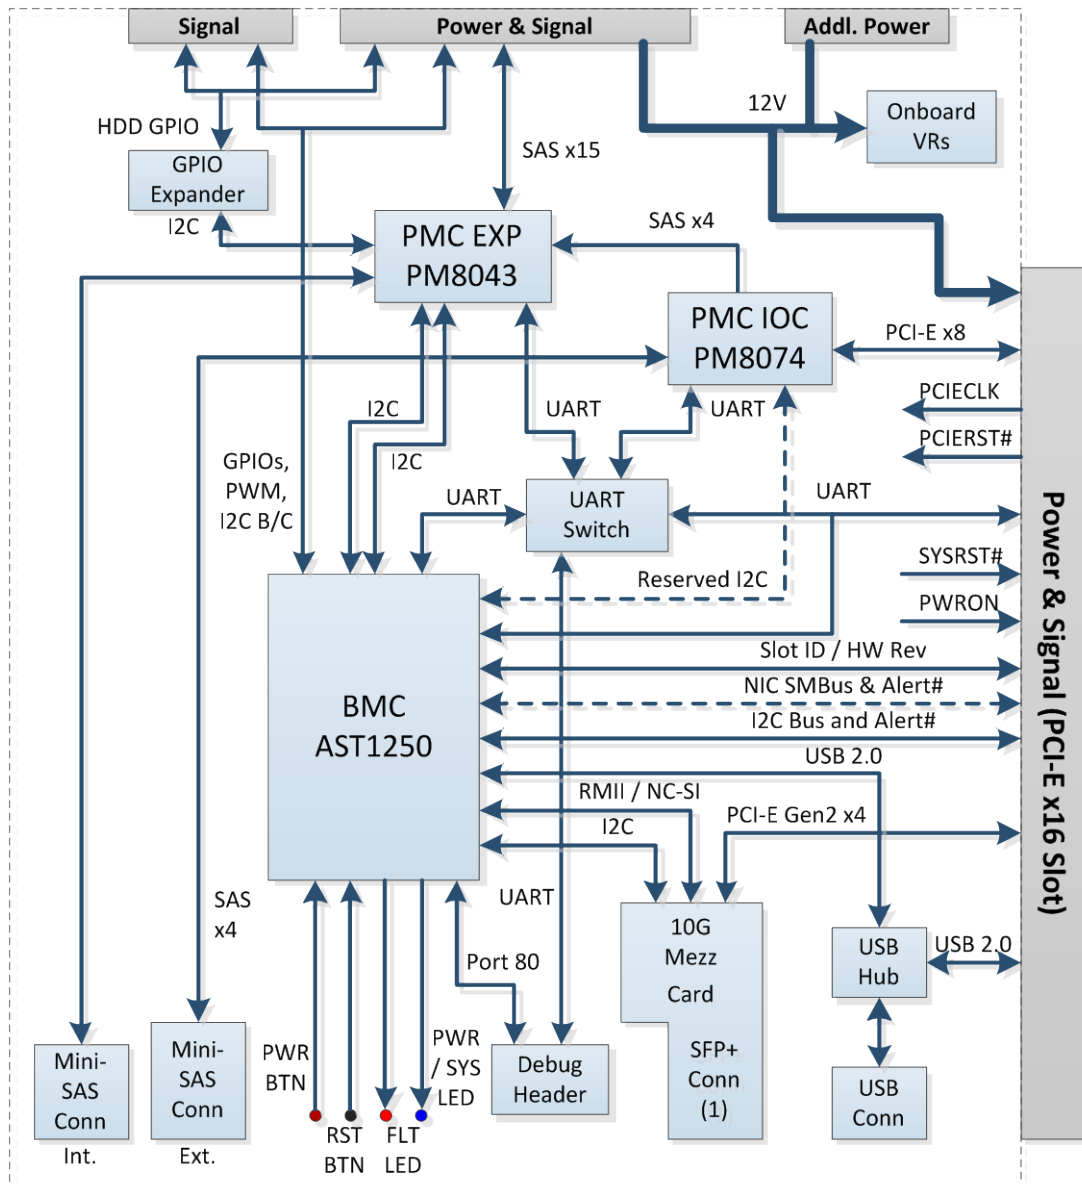 Signal
Power & Signal
Addl. Power
12V
Onboard
VRs
HDD GPIO
GPIO
Expander
I2C
SAS x15
SAS x4
PMC EXP
PM8043
PMC IOC
PM8074
PCI-E x8
PCIECLK
PCIERST#
I2C
I2C
UART
UART
GPIOs,
PWM,
I2C B/C
UART
UART
Switch
UART
Reserved I2C
SYSRST#
PWRON
Slot ID / HW Rev
NIC SMBus & Alert#
I2C Bus and Alert#
BMC
AST1250
USB 2.0
RMII / NC-SI
I2C
PCI-E Gen2 x4
Power & Signal (PCI-E x16 Slot)
SAS
x4
UART
Port 80
10G
Mezz
Card
SFP+
Conn
(1)
USB
Hub
USB 2.0
USB
Conn
Mini-
SAS
Conn
Int.
Mini-
SAS
Conn
Ext.
PWR
BTN
RST
BTN
FLT
LED
PWR
/ SYS
LED
Debug
Header